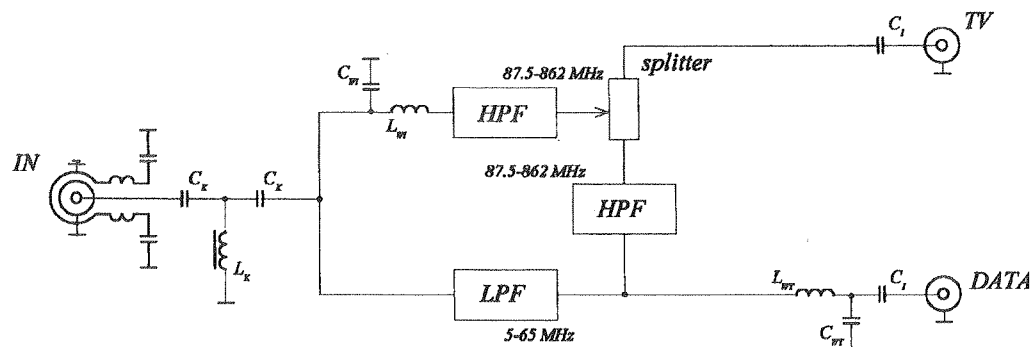 TV
C_I
splitter
87.5-862 MHz
C_WI
HPF
L_WI
IN
87.5-862 MHz
C_K
C_K
HPF
L_K
L_WT
C_I
DATA
LPF
C_WT
5-65 MHz